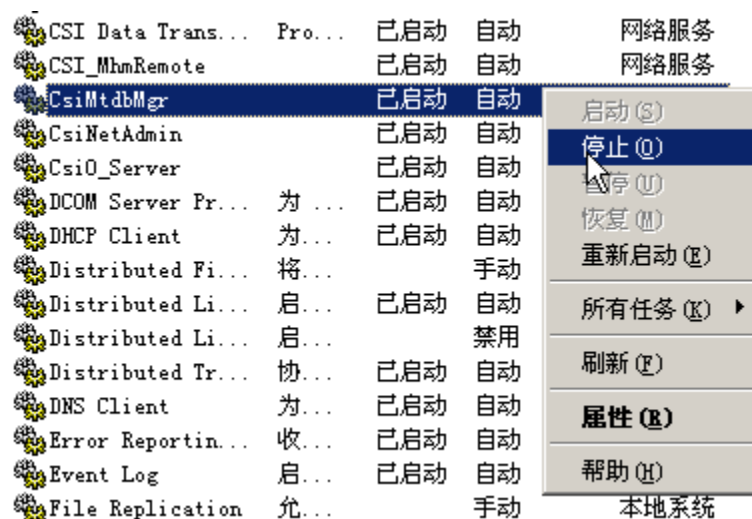 CSI Data Trans... Pro... 已启动 自动 网络服务
CSI_MhmRemote 已启动 自动 网络服务
CsiMtdbMgr 已启动 自动
CsiNetAdmin 已启动 自动
CsiO_Server 已启动 自动
DCOM Server Pr... 为 ... 已启动 自动
DHCP Client 为... 已启动 自动
Distributed Fi... 将... 手动
Distributed Li... 启... 已启动 自动
Distributed Li... 启... 禁用
Distributed Tr... 协... 已启动 自动
DNS Client 为... 已启动 自动
Error Reportin... 收... 已启动 自动
Event Log 启... 已启动 自动
File Replication 允... 手动 本地系统
启动(S)
停止(O)
暂停(U)
恢复(M)
重新启动(E)
所有任务(K)
刷新(F)
属性(R)
帮助(H)